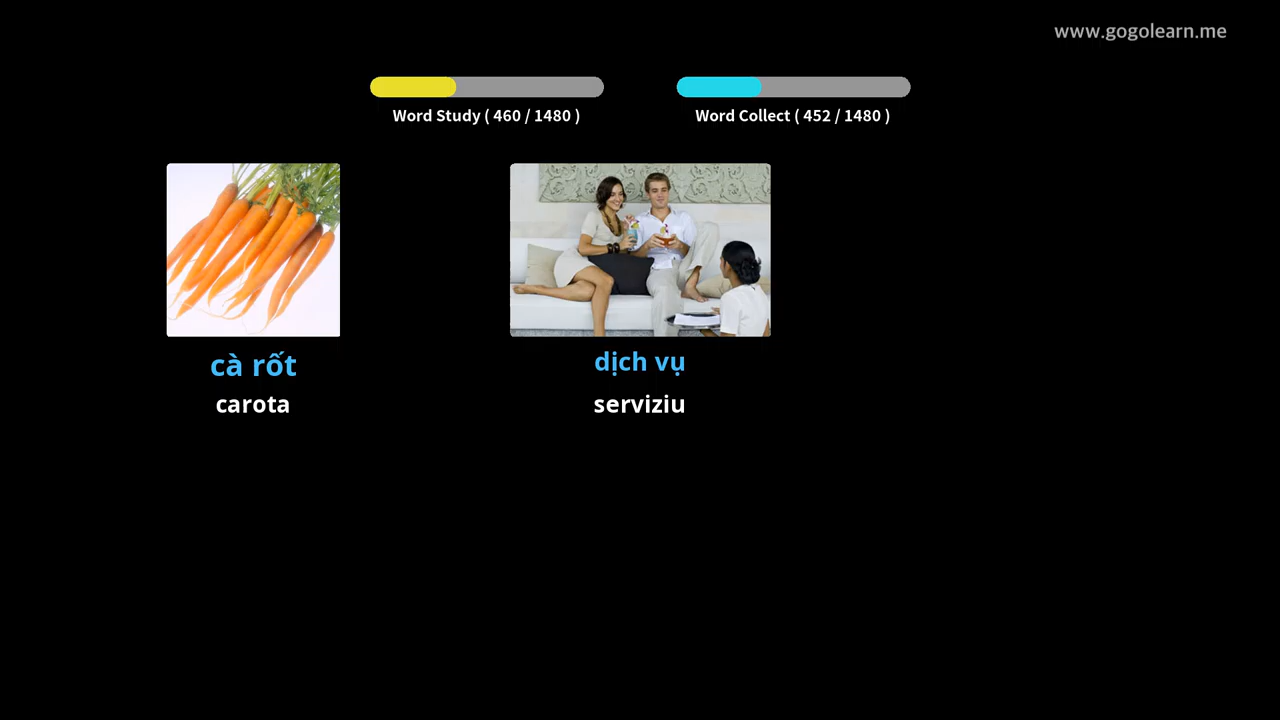 www.gogolearn.me
Word Study ( 460 / 1480 )
Word Collect ( 452 / 1480 )
cà rốt
carota
dịch vụ
serviziu